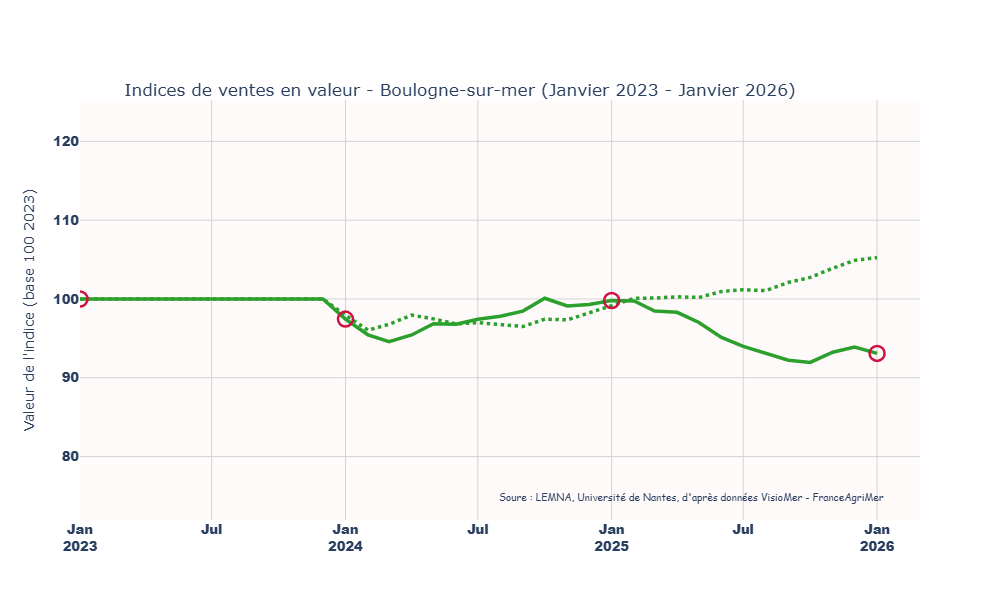 Indices de ventes en valeur - Boulogne-sur-mer (Janvier 2023 - Janvier 2026)
Valeur de l'indice (base 100 2023)
120
110
100
90
80
Soure : LEMNA, Université de Nantes, d'après données VisioMer - FranceAgriMer
Jan Jul Jan Jul Jan Jul Jan
2023 2024 2025 2026